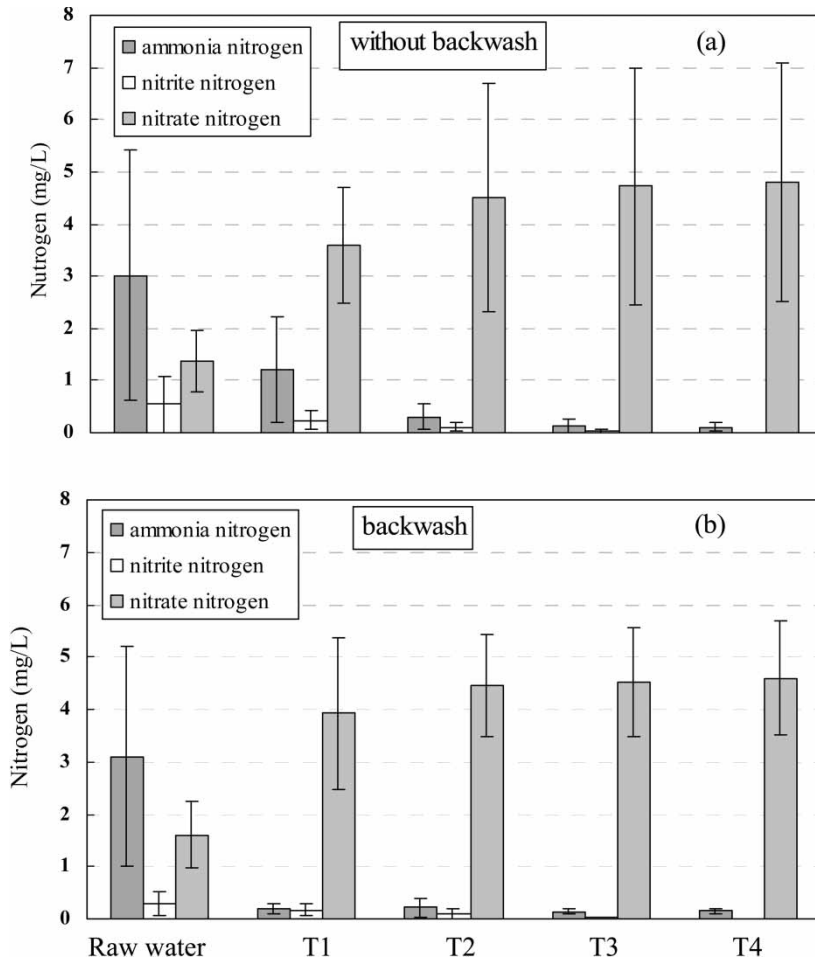 8
7
6
5
4
3
2
1
0
Nutrogen (mg/L)
ammonia nitrogen
nitrite nitrogen
nitrate nitrogen
without backwash
(a)
8
7
6
5
4
3
2
1
0
Nitrogen (mg/L)
ammonia nitrogen
nitrite nitrogen
nitrate nitrogen
backwash
(b)
Raw water T1 T2 T3 T4